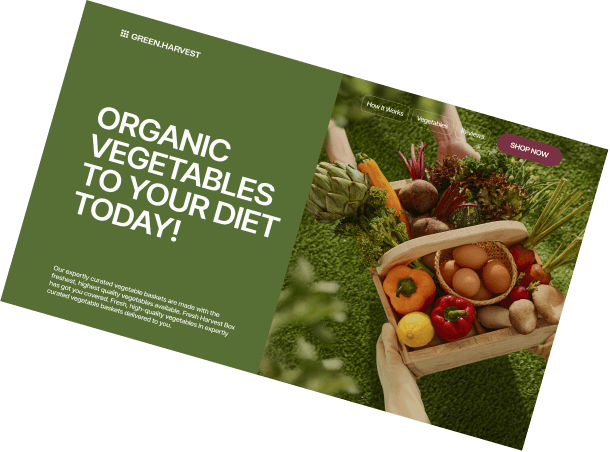 GREEN.HARVEST
How It Works
Vegetables
Reviews
SHOP NOW
ORGANIC
VEGETABLES
TO YOUR DIET
TODAY!
Our expertly curated vegetable baskets are made with the
freshest, highest quality vegetables available. Fresh Harvest Box
has got you covered. Fresh, high-quality vegetables in expertly
curated vegetable baskets delivered to you.